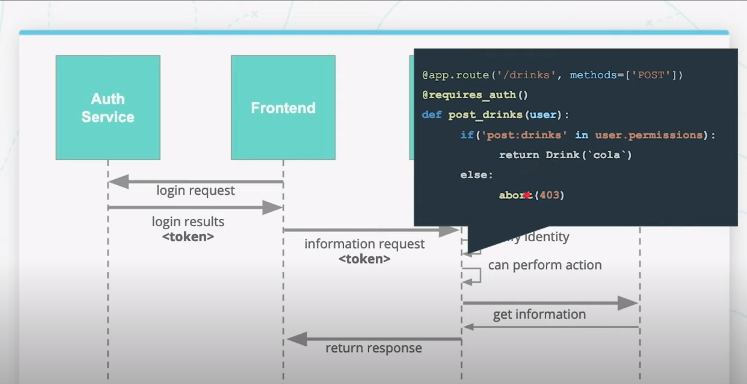 Auth
Service
Frontend
@app.route('/drinks', methods=['POST'])
@requires_auth()
def post_drinks(user):
if('post:drinks' in user.permissions):
return Drink(`cola`)
else:
abort(403)
login request
login results
<token>
information request
<token>
identity
can perform action
get information
return response